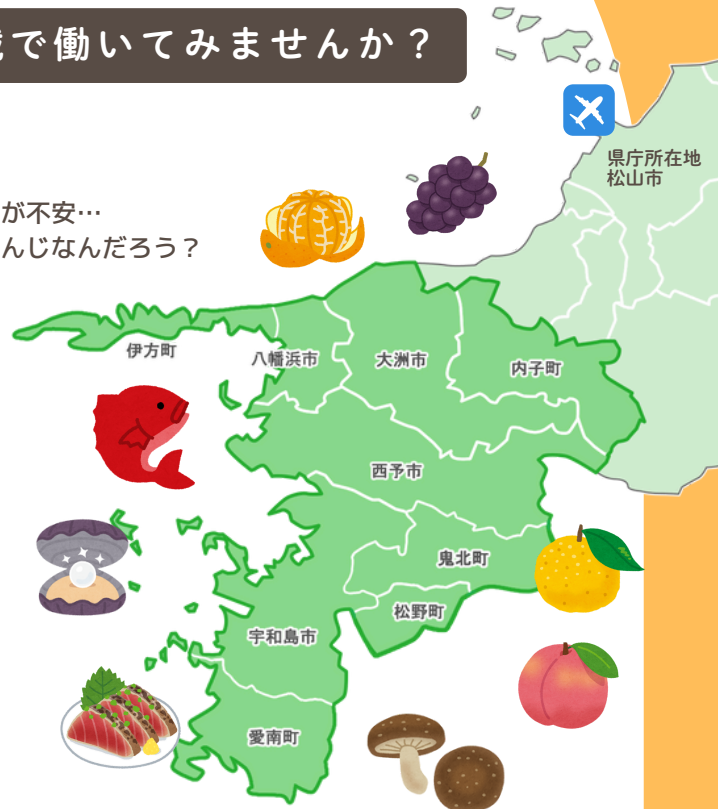 で働いてみませんか？
県庁所在地
松山市
が不安…
んじなんだろう？
伊方町
八幡浜市
大洲市
内子町
西予市
鬼北町
松野町
宇和島市
愛南町